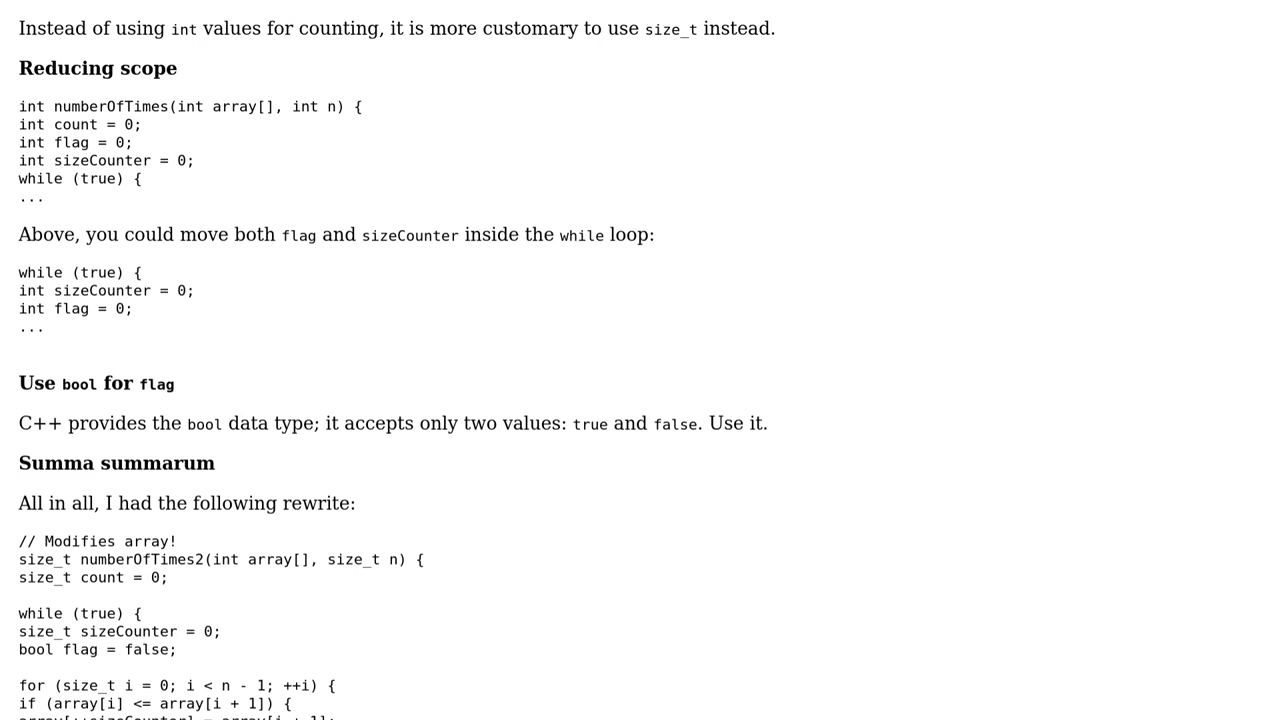 Instead of using int values for counting, it is more customary to use size_t instead.
Reducing scope
int numberOfTimes(int array[], int n) {
int count = 0;
int flag = 0;
int sizeCounter = 0;
while (true) {
...
Above, you could move both flag and sizeCounter inside the while loop:
while (true) {
int sizeCounter = 0;
int flag = 0;
...
Use bool for flag
C++ provides the bool data type; it accepts only two values: true and false. Use it.
Summa summarum
All in all, I had the following rewrite:
// Modifies array!
size_t numberOfTimes2(int array[], size_t n) {
size_t count = 0;
while (true) {
size_t sizeCounter = 0;
bool flag = false;
for (size_t i = 0; i < n - 1; ++i) {
if (array[i] <= array[i + 1]) {
array[++sizeCounter] = array[i + 1];